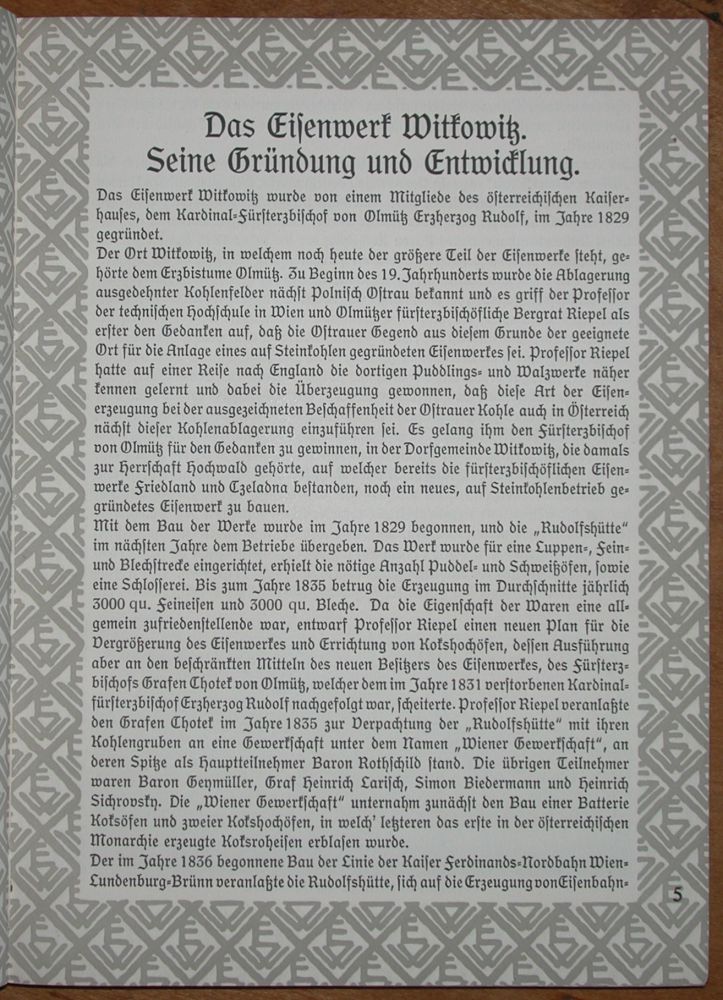 Das Eisenwerk Witkowitz.
Seine Gründung und Entwicklung.
Das Eisenwerk Witkowitz wurde von einem Mitgliede des österreichischen Kaiser-
hauses, dem Kardinal-Fürsterzbischof von Olmütz Erzherzog Rudolf, im Jahre 1829
gegründet.
Der Ort Witkowitz, in welchem noch heute der größere Teil der Eisenwerke steht, ge-
hörte dem Erzbistume Olmütz. Zu Beginn des 19. Jahrhunderts wurde die Ablagerung
ausgedehnter Kohlenfelder nächst Polnisch Ostrau bekannt und es griff der Professor
der technischen Hochschule in Wien und Olmützer fürsterzbischöfliche Bergrat Riepel als
erster den Gedanken auf, daß die Ostrauer Gegend aus diesem Grunde der geeignete
Ort für die Anlage eines auf Steinkohlen gegründeten Eisenwerkes sei. Professor Riepel
hatte auf einer Reise nach England die dortigen Puddlings- und Walzwerke näher
kennen gelernt und dabei die Überzeugung gewonnen, daß diese Art der Eisen-
erzeugung bei der ausgezeichneten Beschaffenheit der Ostrauer Kohle auch in Österreich
nächst dieser Kohlenablagerung einzuführen sei. Es gelang ihm den Fürsterzbischof
von Olmütz für den Gedanken zu gewinnen, in der Dorfgemeinde Witkowitz, die damals
zur Herrschaft Hochwald gehörte, auf welcher bereits die fürsterzbischöflichen Eisen-
werke Friedland und Czeladna bestanden, noch ein neues, auf Steinkohlenbetrieb ge-
gründetes Eisenwerk zu bauen.
Mit dem Bau der Werke wurde im Jahre 1829 begonnen, und die „Rudolfshütte“
im nächsten Jahre dem Betriebe übergeben. Das Werk wurde für eine Luppen-, Fein-
und Blechstrecke eingerichtet, erhielt die nötige Anzahl Puddel- und Schweißöfen, sowie
eine Schlosserei. Bis zum Jahre 1835 betrug die Erzeugung im Durchschnitte jährlich
3000 qu. Feineisen und 3000 qu. Bleche. Da die Eigenschaft der Waren eine all-
gemein zufriedenstellende war, entwarf Professor Riepel einen neuen Plan für die
Vergrößerung des Eisenwerkes und Errichtung von Kokshochöfen, dessen Ausführung
aber an den beschränkten Mitteln des neuen Besitzers des Eisenwerkes, des Fürsterz-
bischofs Grafen Chotek von Olmütz, welcher dem im Jahre 1831 verstorbenen Kardinal-
fürsterzbischof Erzherzog Rudolf nachgefolgt war, scheiterte. Professor Riepel veranlaßte
den Grafen Chotek im Jahre 1835 zur Verpachtung der „Rudolfshütte“ mit ihren
Kohlengruben an eine Gewerkschaft unter dem Namen „Wiener Gewerkschaft“, an
deren Spitze als Hauptteilnehmer Baron Rothschild stand. Die übrigen Teilnehmer
waren Baron Geymüller, Graf Heinrich Larisch, Simon Biedermann und Heinrich
Sichrovsky. Die „Wiener Gewerkschaft“ unternahm zunächst den Bau einer Batterie
Koksöfen und zweier Kokshochöfen, in welch' letzteren das erste in der österreichischen
Monarchie erzeugte Koksroheisen erblasen wurde.
Der im Jahre 1836 begonnene Bau der Linie der Kaiser Ferdinands-Nordbahn Wien-
Lundenburg-Brünn veranlaßte die Rudolfshütte, sich auf die Erzeugung von Eisenbahn-
5